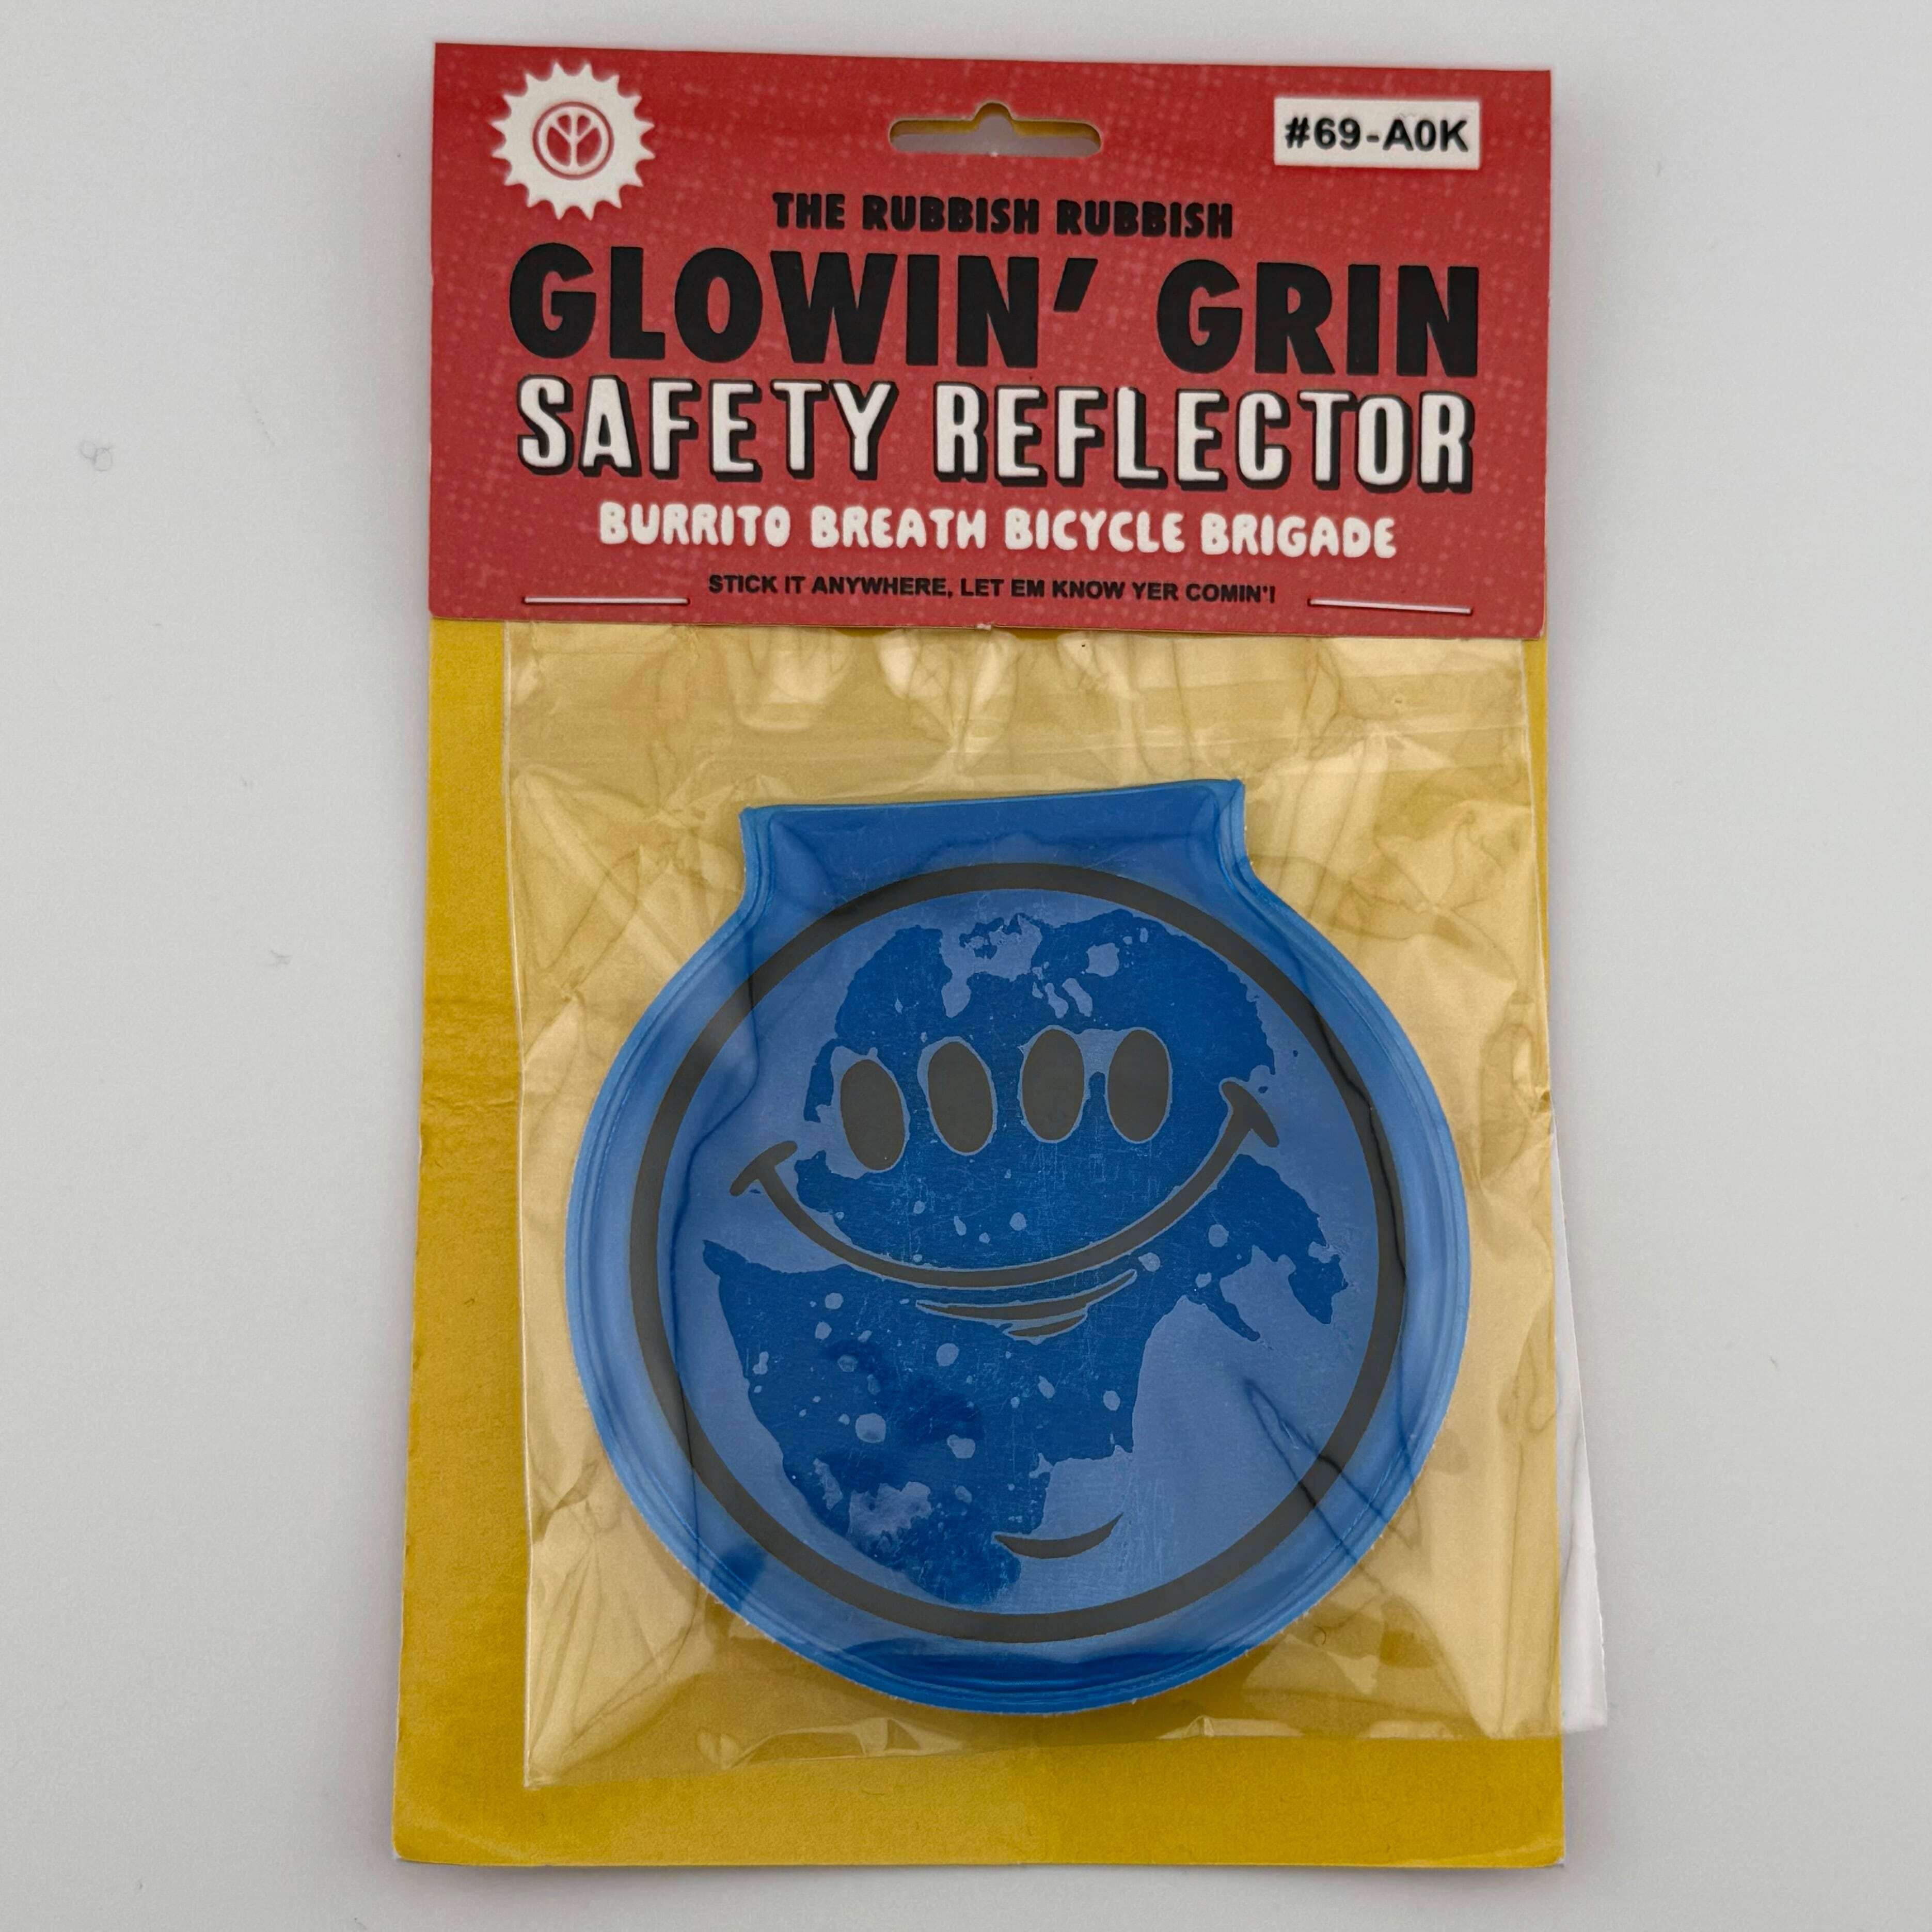 #69-A0K
THE RUBBISH RUBBISH
GLOWIN' GRIN
SAFETY REFLECTOR
BURRITO BREATH BICYCLE BRIGADE
STICK IT ANYWHERE, LET EM KNOW YER COMIN'!